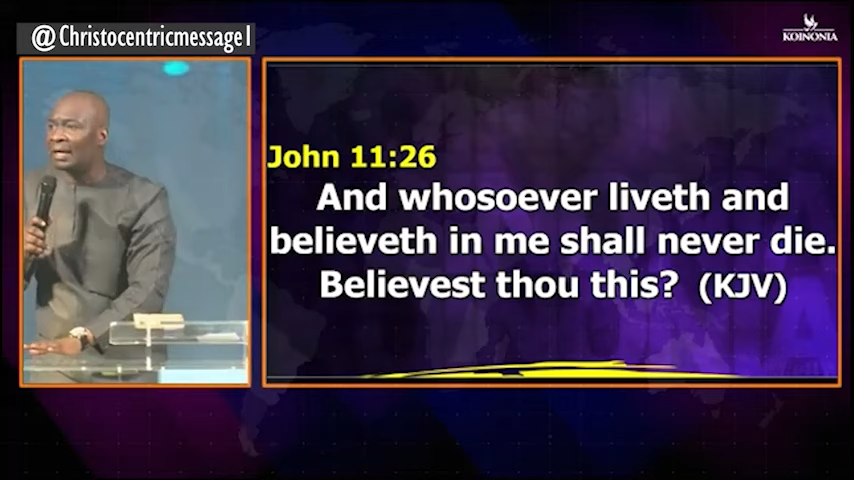 @Christocentricmessage1
KOINONIA
John 11:26
And whosoever liveth and
believeth in me shall never die.
Believest thou this? (KJV)